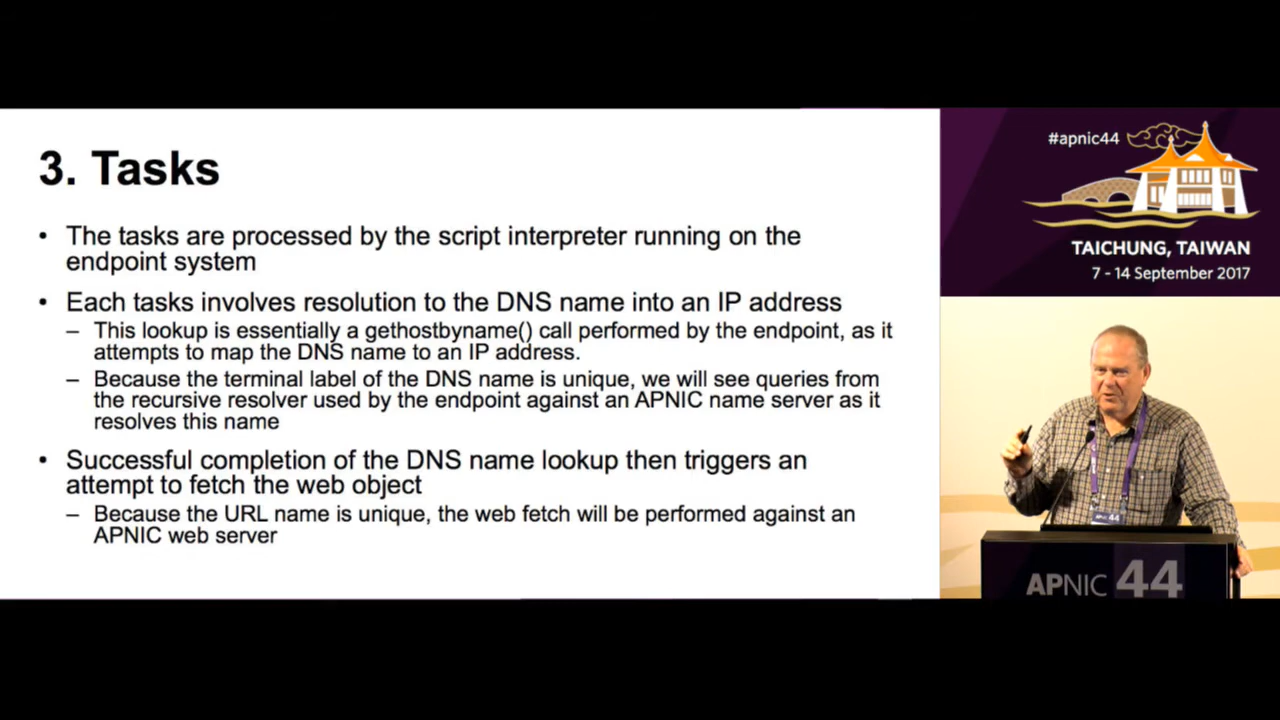 3. Tasks
• The tasks are processed by the script interpreter running on the
endpoint system
• Each tasks involves resolution to the DNS name into an IP address
– This lookup is essentially a gethostbyname() call performed by the endpoint, as it
attempts to map the DNS name to an IP address.
– Because the terminal label of the DNS name is unique, we will see queries from
the recursive resolver used by the endpoint against an APNIC name server as it
resolves this name
• Successful completion of the DNS name lookup then triggers an
attempt to fetch the web object
– Because the URL name is unique, the web fetch will be performed against an
APNIC web server
#apnic44
TAICHUNG, TAIWAN
7 - 14 September 2017
APNIC 44
APNIC 44